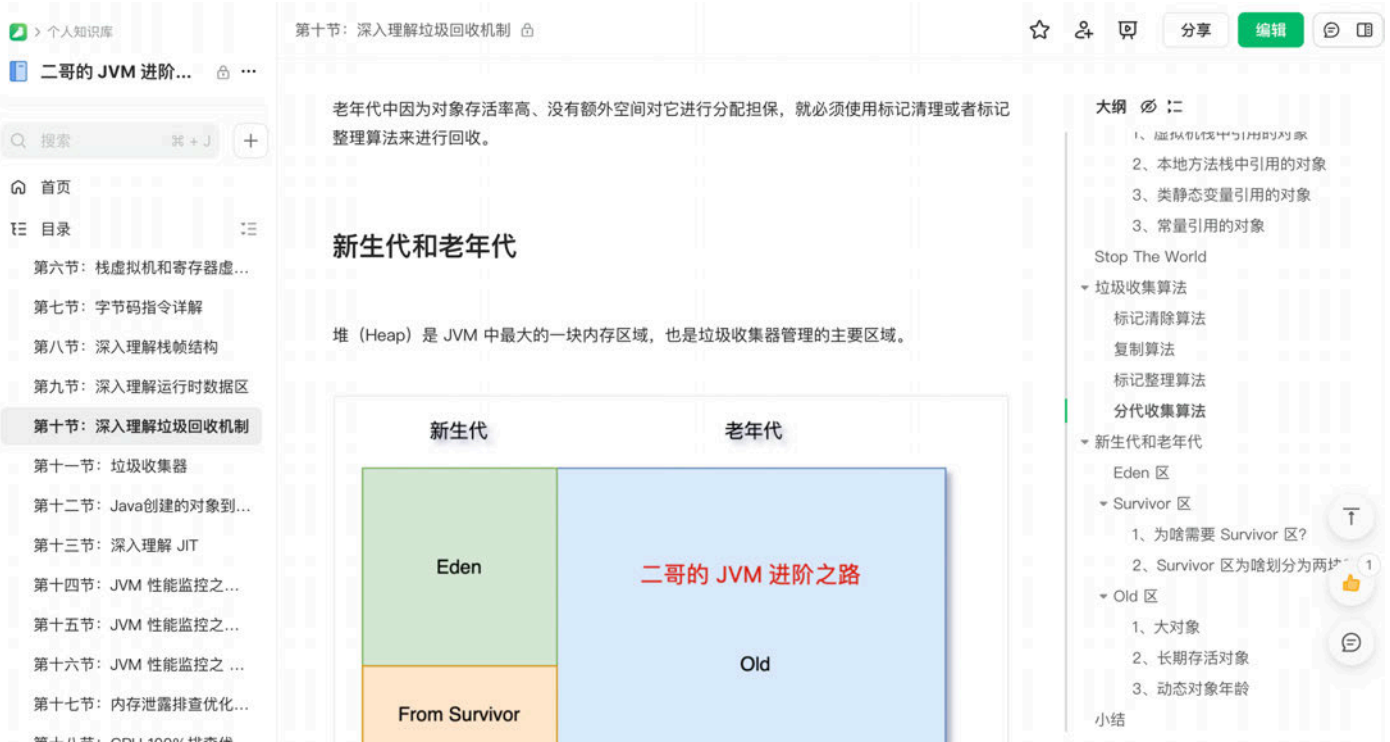 个人知识库
二哥的 JVM 进阶...
搜索 ⌘ + J
首页
目录
第六节：栈虚拟机和寄存器虚...
第七节：字节码指令详解
第八节：深入理解栈帧结构
第九节：深入理解运行时数据区
第十节：深入理解垃圾回收机制
第十一节：垃圾收集器
第十二节：Java创建的对象到...
第十三节：深入理解 JIT
第十四节：JVM 性能监控之...
第十五节：JVM 性能监控之...
第十六节：JVM 性能监控之 ...
第十七节：内存泄露排查优化...
第十八节：CPU 100%排查优
第十节：深入理解垃圾回收机制
分享
编辑
老年代中因为对象存活率高、没有额外空间对它进行分配担保，就必须使用标记清理或者标记
整理算法来进行回收。
新生代和老年代
堆（Heap）是 JVM 中最大的一块内存区域，也是垃圾收集器管理的主要区域。
新生代
老年代
Eden
二哥的 JVM 进阶之路
Old
From Survivor
大纲
1、虚拟机栈中引用的对象
2、本地方法栈中引用的对象
3、类静态变量引用的对象
3、常量引用的对象
Stop The World
垃圾收集算法
标记清除算法
复制算法
标记整理算法
分代收集算法
新生代和老年代
Eden 区
Survivor 区
1、为啥需要 Survivor 区?
2、Survivor 区为啥划分为两块
1
Old 区
1、大对象
2、长期存活对象
3、动态对象年龄
小结